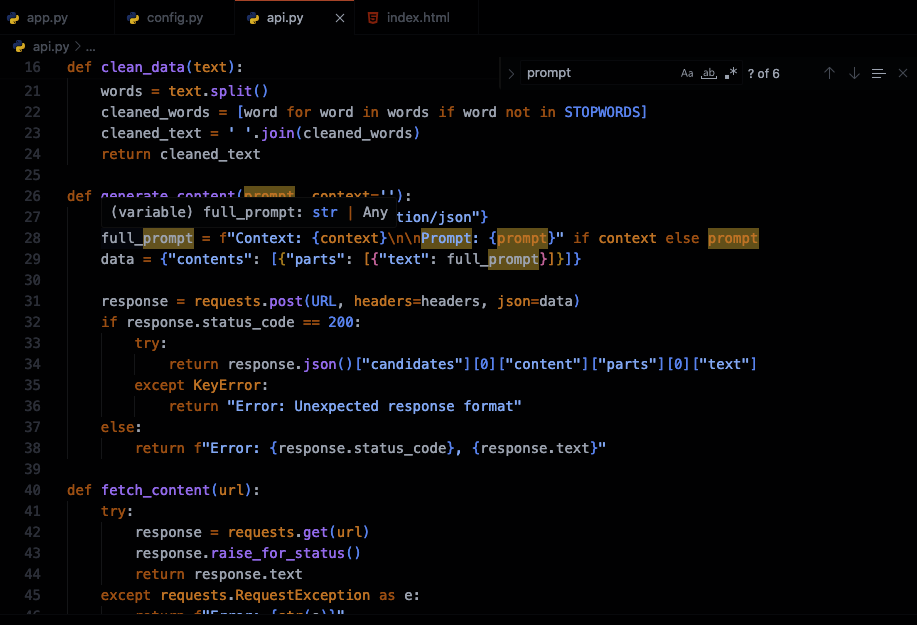 app.py config.py api.py × index.html
api.py > ...
prompt Aa ab .* ? of 6
16 def clean_data(text):
21 words = text.split()
22 cleaned_words = [word for word in words if word not in STOPWORDS]
23 cleaned_text = ' '.join(cleaned_words)
24 return cleaned_text
25
26 def generate_content(prompt, context=''):
(variable) full_prompt: str | Any
27 tion/json"}
28 full_prompt = f"Context: {context}\n\nPrompt: {prompt}" if context else prompt
29 data = {"contents": [{"parts": [{"text": full_prompt}]}]}
30
31 response = requests.post(URL, headers=headers, json=data)
32 if response.status_code == 200:
33 try:
34 return response.json()["candidates"][0]["content"]["parts"][0]["text"]
35 except KeyError:
36 return "Error: Unexpected response format"
37 else:
38 return f"Error: {response.status_code}, {response.text}"
39
40 def fetch_content(url):
41 try:
42 response = requests.get(url)
43 response.raise_for_status()
44 return response.text
45 except requests.RequestException as e:
46 return f"Error: {str(e)}"